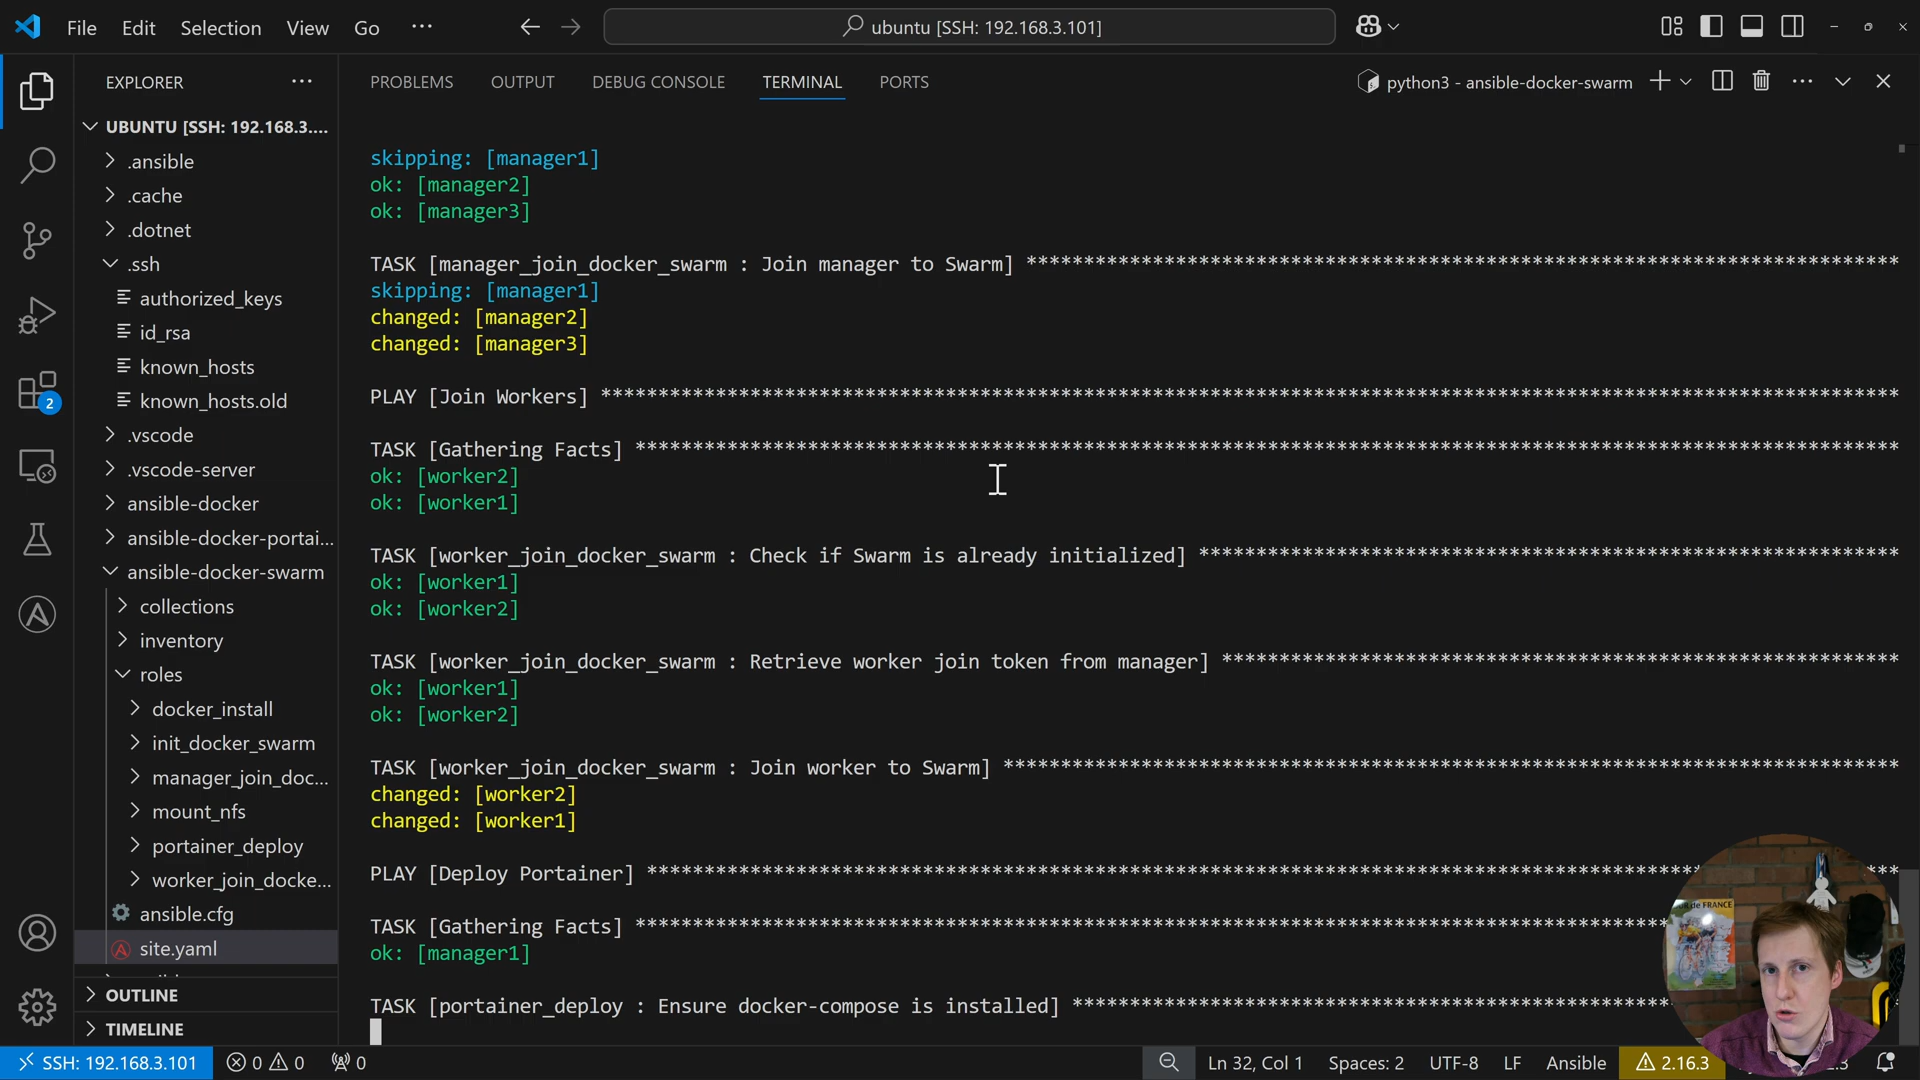 File Edit Selection View Go ··· ubuntu [SSH: 192.168.3.101]
EXPLORER ··· PROBLEMS OUTPUT DEBUG CONSOLE TERMINAL PORTS python3 - ansible-docker-swarm
UBUNTU [SSH: 192.168.3....
.ansible
.cache
.dotnet
.ssh
authorized_keys
id_rsa
known_hosts
known_hosts.old
.vscode
.vscode-server
ansible-docker
ansible-docker-portai...
ansible-docker-swarm
collections
inventory
roles
docker_install
init_docker_swarm
manager_join_doc...
mount_nfs
portainer_deploy
worker_join_docke...
ansible.cfg
site.yaml
OUTLINE
TIMELINE
2
skipping: [manager1]
ok: [manager2]
ok: [manager3]
TASK [manager_join_docker_swarm : Join manager to Swarm] ****************************************************************************
skipping: [manager1]
changed: [manager2]
changed: [manager3]
PLAY [Join Workers] *****************************************************************************************************************
TASK [Gathering Facts] **************************************************************************************************************
ok: [worker2]
ok: [worker1]
TASK [worker_join_docker_swarm : Check if Swarm is already initialized] *************************************************************
ok: [worker1]
ok: [worker2]
TASK [worker_join_docker_swarm : Retrieve worker join token from manager] ***********************************************************
ok: [worker1]
ok: [worker2]
TASK [worker_join_docker_swarm : Join worker to Swarm] ******************************************************************************
changed: [worker2]
changed: [worker1]
PLAY [Deploy Portainer] *************************************************************************************************************
TASK [Gathering Facts] **************************************************************************************************************
ok: [manager1]
TASK [portainer_deploy : Ensure docker-compose is installed] ****************************************************
DE FRANCE
SSH: 192.168.3.101 0 0 0 Ln 32, Col 1 Spaces: 2 UTF-8 LF Ansible 2.16.3